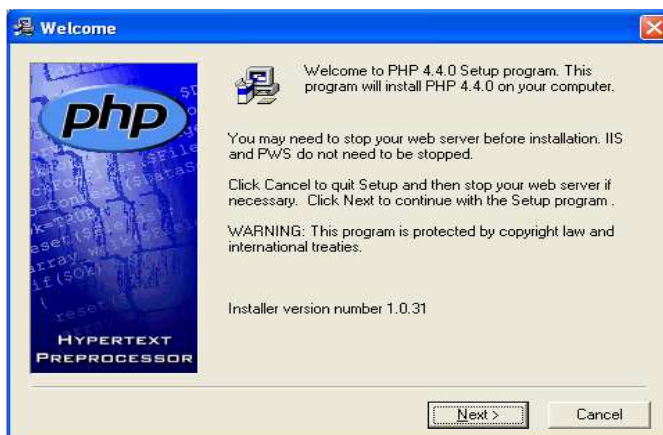 Welcome
php
HYPERTEXT
PREPROCESSOR
Welcome to PHP 4.4.0 Setup program. This
program will install PHP 4.4.0 on your computer.
You may need to stop your web server before installation. IIS
and PWS do not need to be stopped.
Click Cancel to quit Setup and then stop your web server if
necessary. Click Next to continue with the Setup program .
WARNING: This program is protected by copyright law and
international treaties.
Installer version number 1.0.31
Next >
Cancel